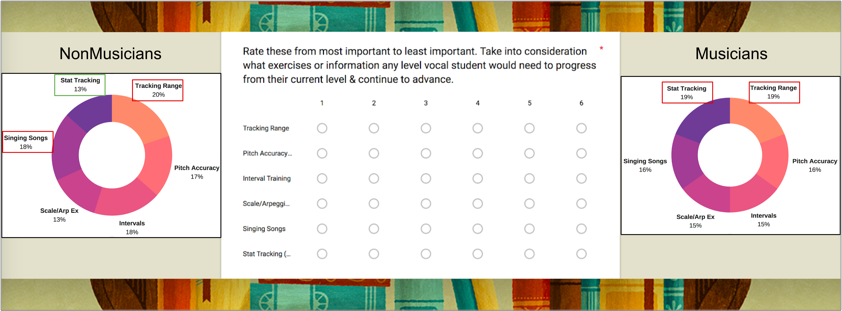 NonMusicians
Stat Tracking
13%
Tracking Range
20%
Singing Songs
18%
Pitch Accuracy
17%
Scale/Arp Ex
13%
Intervals
18%
Rate these from most important to least important. Take into consideration *
what exercises or information any level vocal student would need to progress
from their current level & continue to advance.
1 2 3 4 5 6
Tracking Range
Pitch Accuracy...
Interval Training
Scale/Arpeggi...
Singing Songs
Stat Tracking (...
Musicians
Stat Tracking
19%
Tracking Range
19%
Singing Songs
16%
Pitch Accuracy
16%
Scale/Arp Ex
15%
Intervals
15%